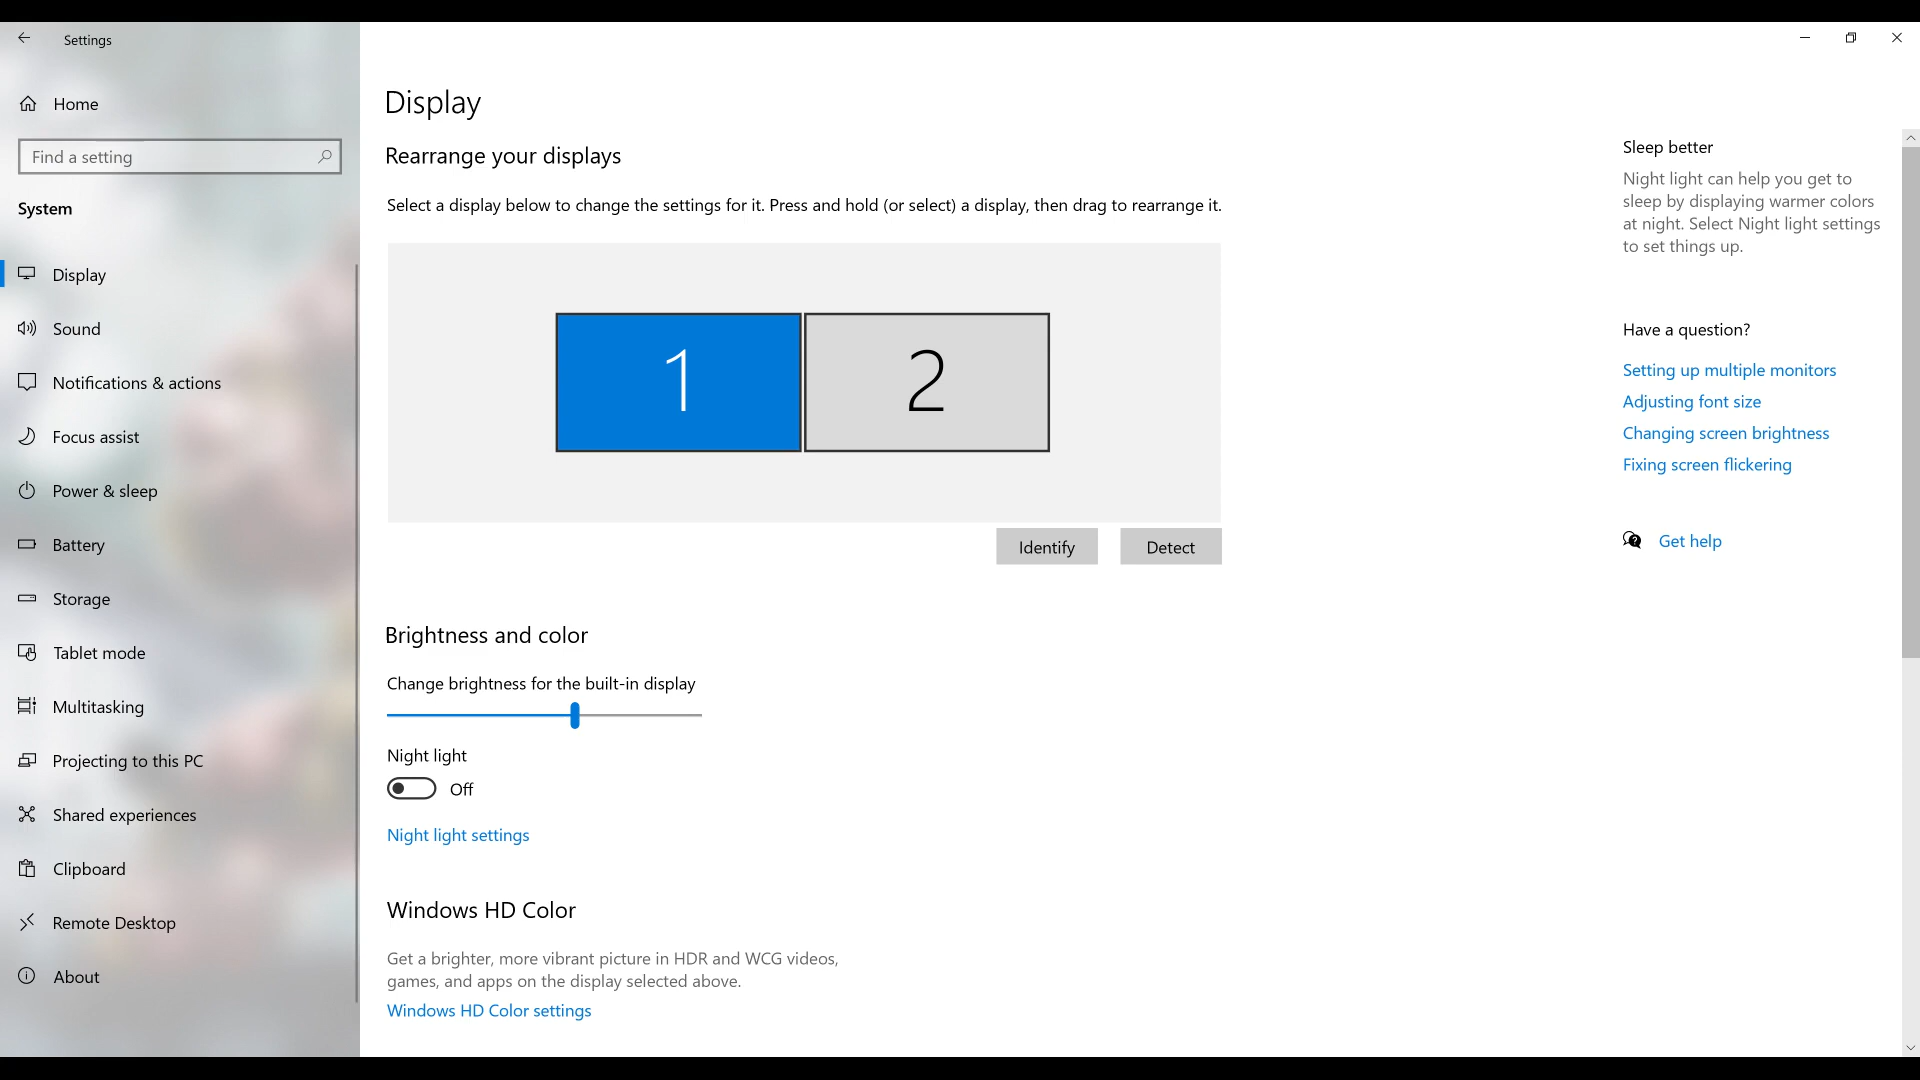 Settings
Home
Find a setting
System
Display
Sound
Notifications & actions
Focus assist
Power & sleep
Battery
Storage
Tablet mode
Multitasking
Projecting to this PC
Shared experiences
Clipboard
Remote Desktop
About
Display
Rearrange your displays
Select a display below to change the settings for it. Press and hold (or select) a display, then drag to rearrange it.
1
2
Identify
Detect
Brightness and color
Change brightness for the built-in display
Night light
Off
Night light settings
Windows HD Color
Get a brighter, more vibrant picture in HDR and WCG videos,
games, and apps on the display selected above.
Windows HD Color settings
Sleep better
Night light can help you get to
sleep by displaying warmer colors
at night. Select Night light settings
to set things up.
Have a question?
Setting up multiple monitors
Adjusting font size
Changing screen brightness
Fixing screen flickering
Get help